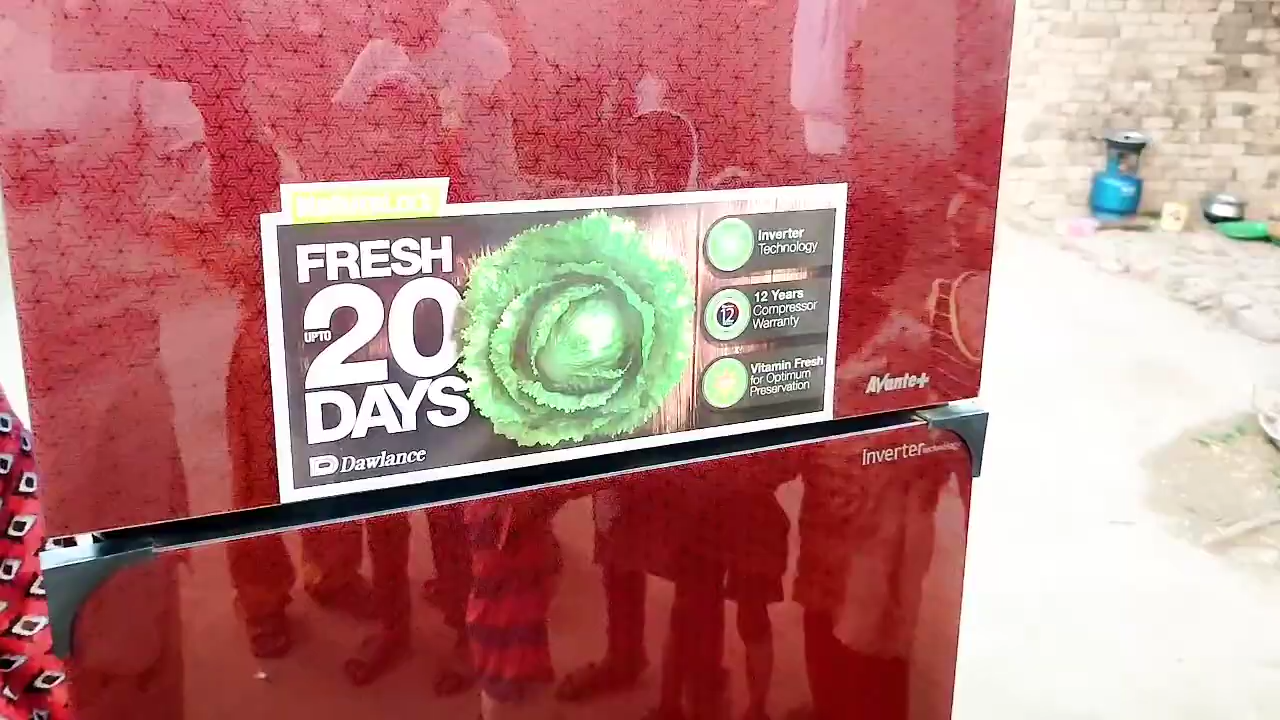 FRESH
UPTO
20
DAYS
Dawlance
Inverter
Technology
12
12 Years
Compressor
Warranty
Vitamin Fresh
for Optimum
Preservation
Avante+
inverter